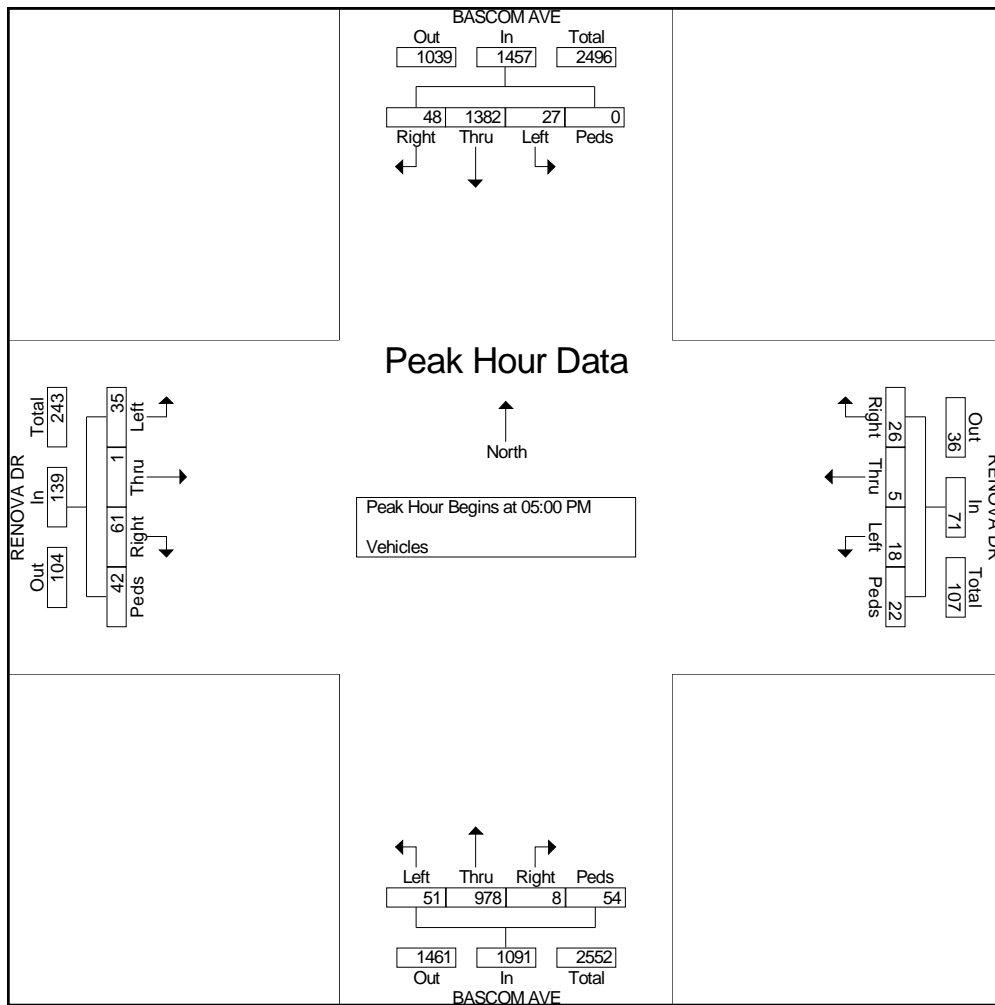 BASCOM AVE
Out In Total
1039 1457 2496
48 1382 27 0
Right Thru Left Peds
Peak Hour Data
North
Peak Hour Begins at 05:00 PM
Vehicles
RENOVA DR
Total In Out
243 139 104
35 1 61 42
Left Thru Right Peds
Right Thru Left Peds
26 5 18 22
Out In Total
36 71 107
RENOVA DR
Left Thru Right Peds
51 978 8 54
1461 1091 2552
Out In Total
BASCOM AVE